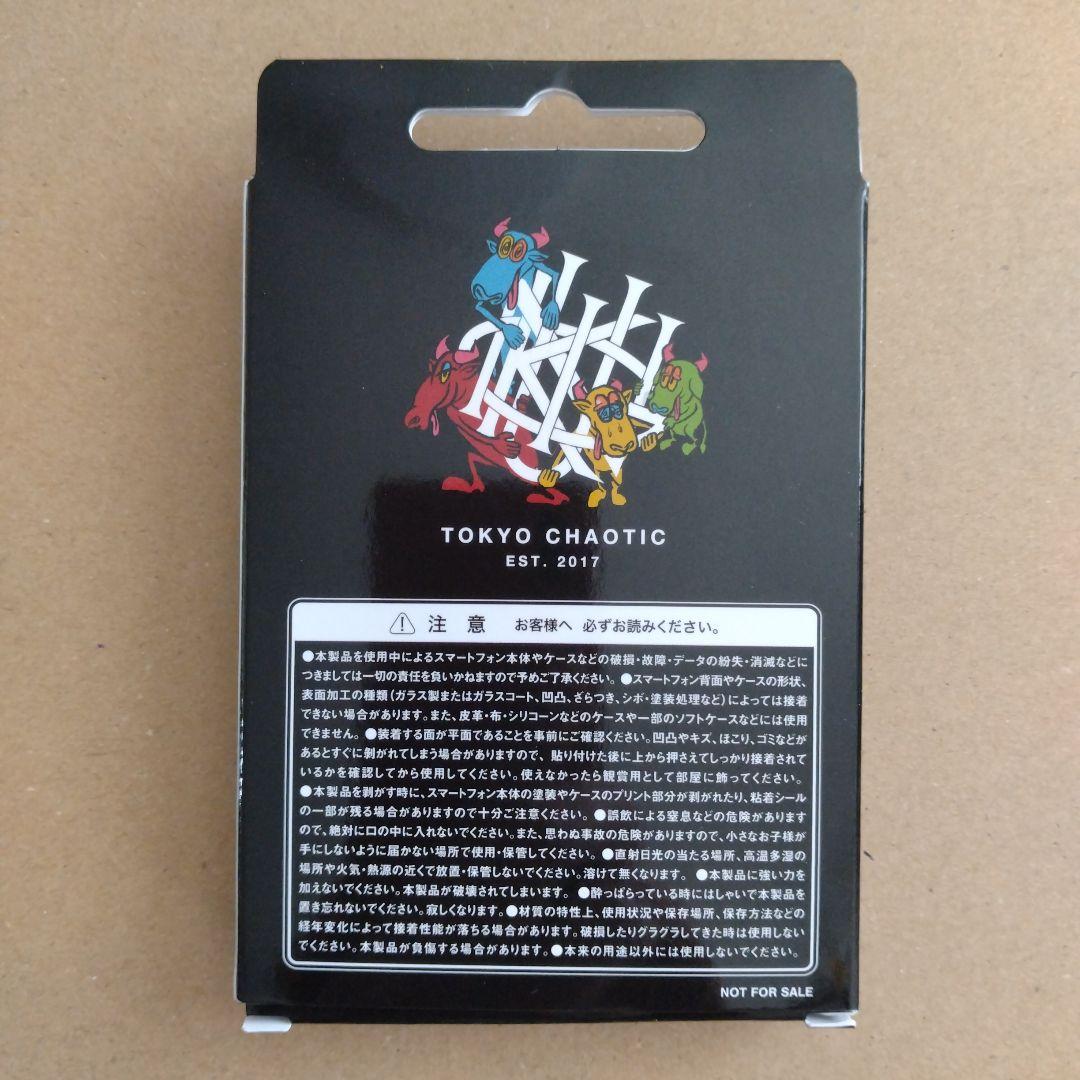 TOKYO CHAOTIC
EST. 2017
注意 お客様へ 必ずお読みください。
●本製品を使用中によるスマートフォン本体やケースなどの破損・故障・データの紛失・消滅などに
つきましては一切の責任を負いかねますので予めご了承ください。●スマートフォン背面やケースの形状、
表面加工の種類(ガラス製またはガラスコート、凹凸、ざらつき、シボ・塗装処理など)によっては接着
できない場合があります。また、皮革・布・シリコーンなどのケースや一部のソフトケースなどには使用
できません。●装着する面が平面であることを事前にご確認ください。凹凸やキズ、ほこり、ゴミなどが
あるとすぐに剝がれてしまう場合がありますので、貼り付けた後に上から押さえてしっかり接着されて
いるかを確認してから使用してください。使えなかったら観賞用として部屋に飾ってください。
●本製品を剝がす時に、スマートフォン本体の塗装やケースのプリント部分が剝がれたり、粘着シール
の一部が残る場合がありますので十分ご注意ください。●誤飲による窒息などの危険があります
ので、絶対に口の中に入れないでください。また、思わぬ事故の危険がありますので、小さなお子様が
手にしないように届かない場所で使用・保管してください。●直射日光の当たる場所、高温多湿の
場所や火気・熱源の近くで放置・保管しないでください。溶けて無くなります。●本製品に強い力を
加えないでください。本製品が破壊されてしまいます。●酔っぱらっている時にはしゃいで本製品を
置き忘れないでください。寂しくなります。●材質の特性上、使用状況や保存場所、保存方法などの
経年変化によって接着性能が落ちる場合があります。破損したりグラグラしてきた時は使用しない
でください。本製品が負傷する場合があります。●本来の用途以外には使用しないでください。
NOT FOR SALE